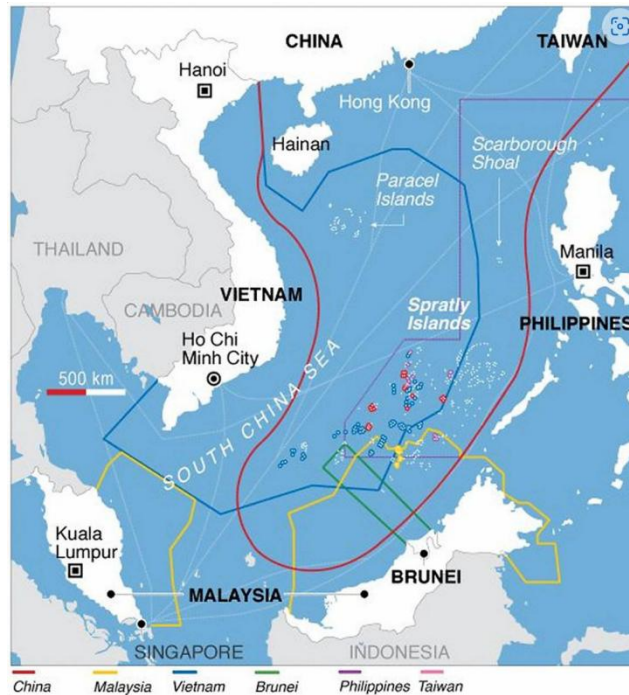 CHINA
TAIWAN
Hanoi
Hong Kong
Hainan
Scarborough
Shoal
Paracel
Islands
THAILAND
Manila
VIETNAM
CAMBODIA
Spratly
Islands
PHILIPPINES
Ho Chi
Minh City
500 km
SOUTH CHINA SEA
Kuala
Lumpur
BRUNEI
MALAYSIA
SINGAPORE
INDONESIA
China Malaysia Vietnam Brunei Philippines Taiwan